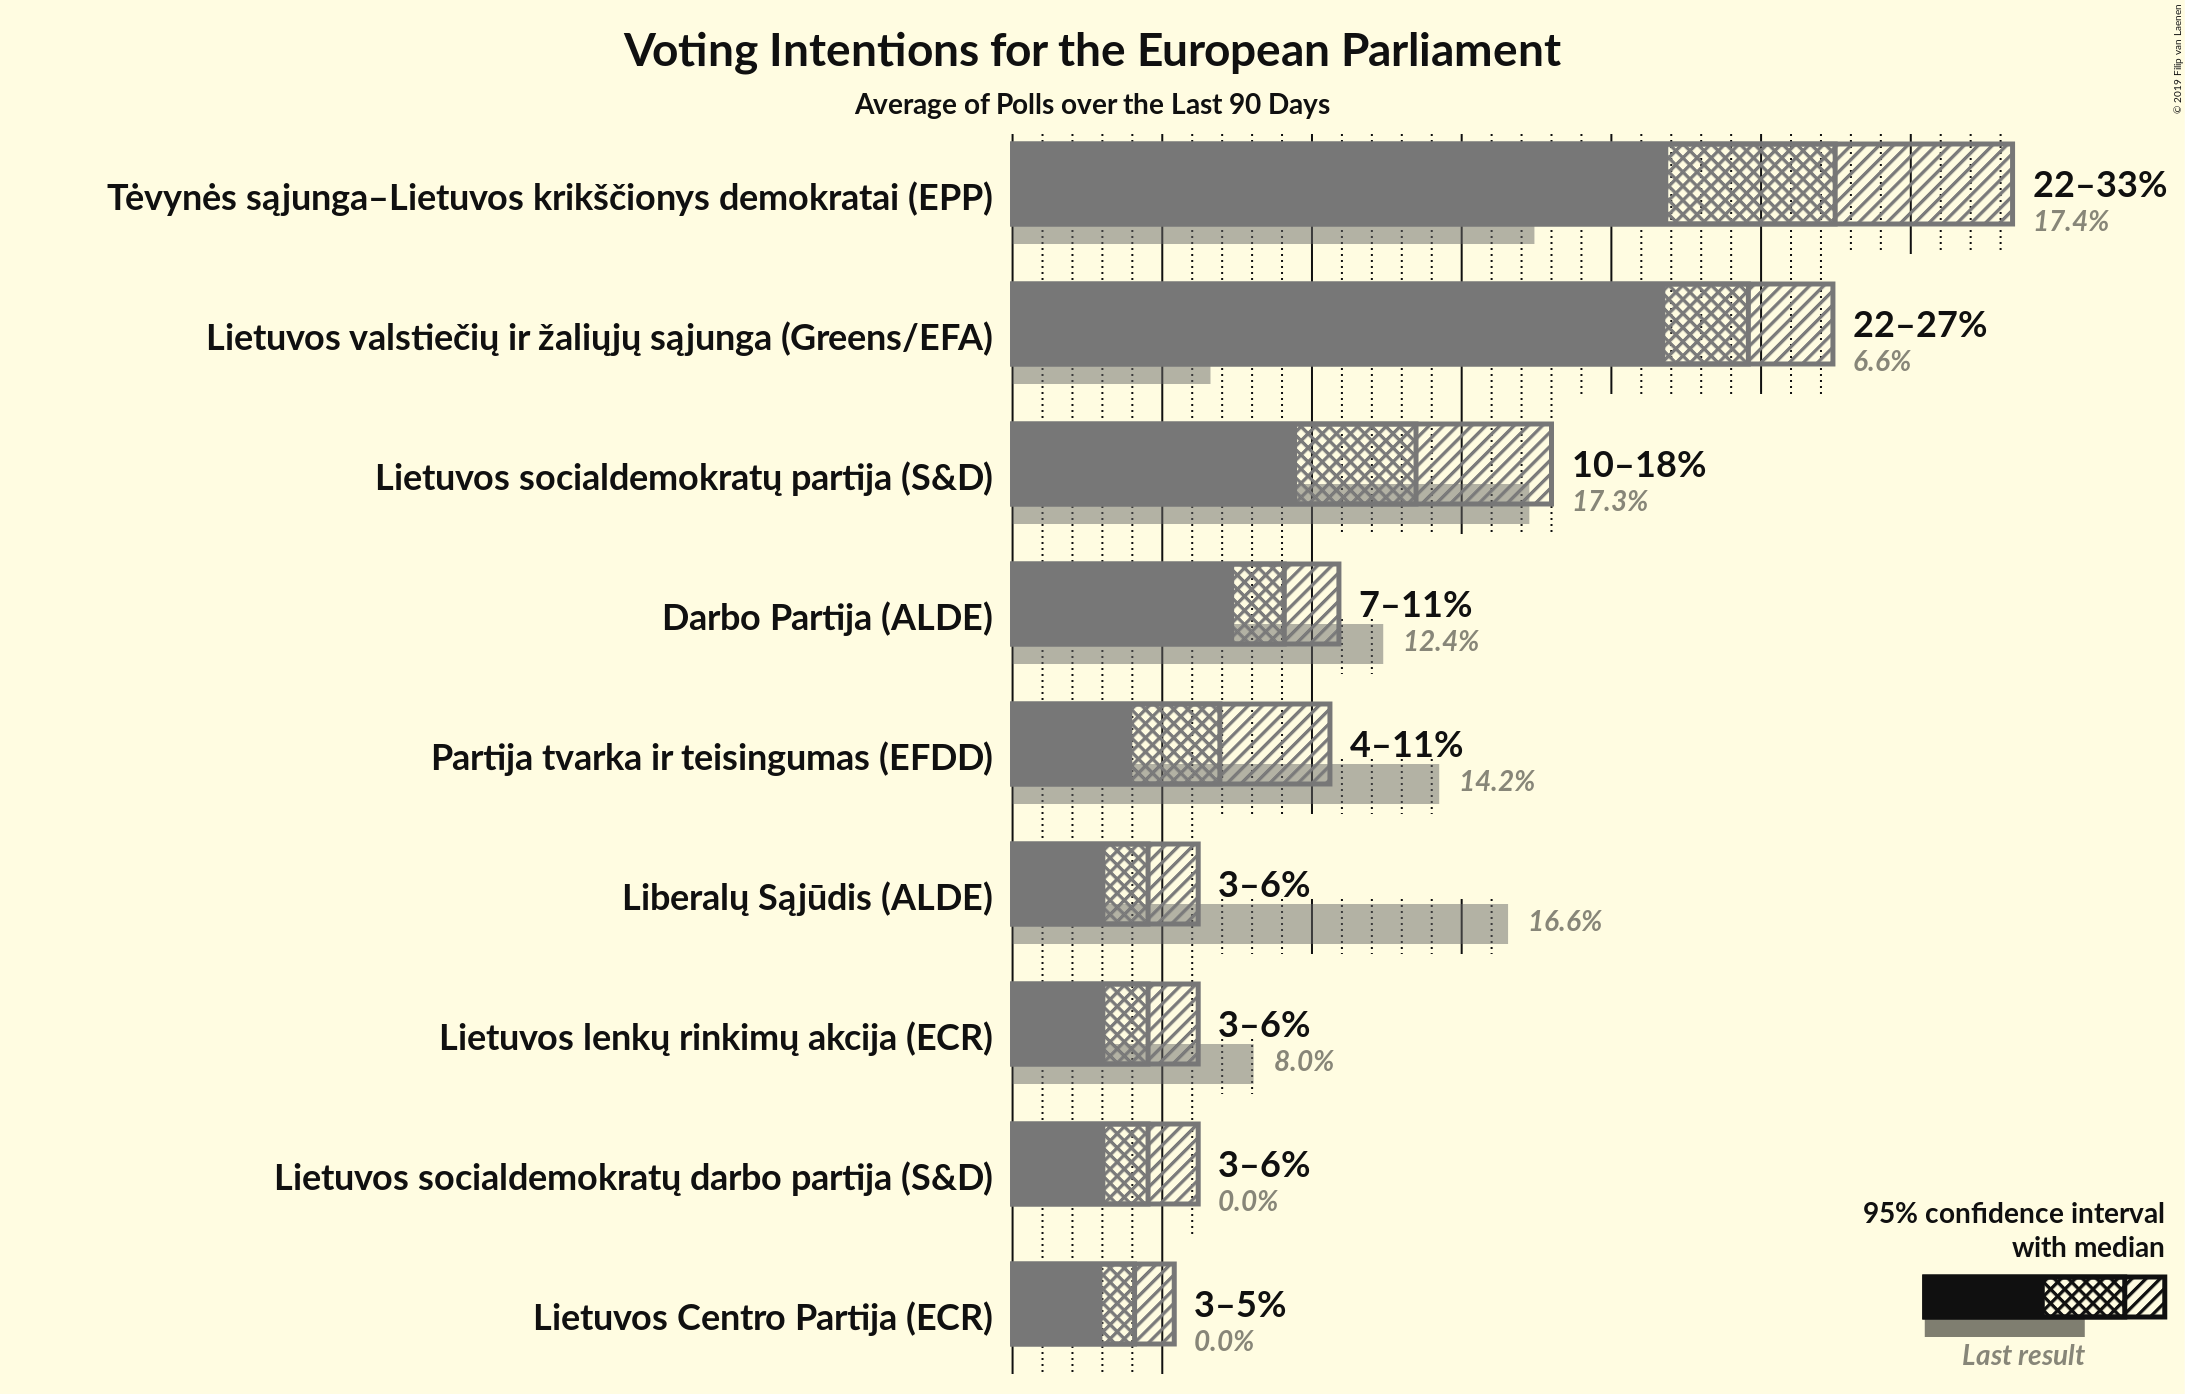 Voting Intentions for the European Parliament
Average of Polls over the Last 90 Days
© 2019 Filip van Laenen
Tėvynės sąjunga–Lietuvos krikščionys demokratai (EPP)
22–33%
17.4%
Lietuvos valstiečių ir žaliųjų sąjunga (Greens/EFA)
22–27%
6.6%
Lietuvos socialdemokratų partija (S&D)
10–18%
17.3%
Darbo Partija (ALDE)
7–11%
12.4%
Partija tvarka ir teisingumas (EFDD)
4–11%
14.2%
Liberalų Sąjūdis (ALDE)
3–6%
16.6%
Lietuvos lenkų rinkimų akcija (ECR)
3–6%
8.0%
Lietuvos socialdemokratų darbo partija (S&D)
3–6%
0.0%
Lietuvos Centro Partija (ECR)
3–5%
0.0%
95% confidence interval
with median
Last result